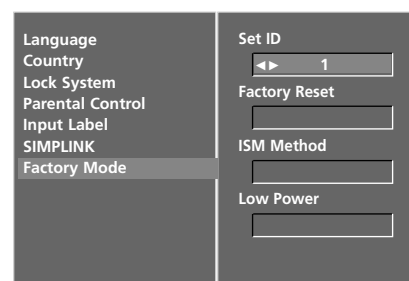 Language
Country
Lock System
Parental Control
Input Label
SIMPLINK
Factory Mode
Set ID
◄► 1
Factory Reset
ISM Method
Low Power